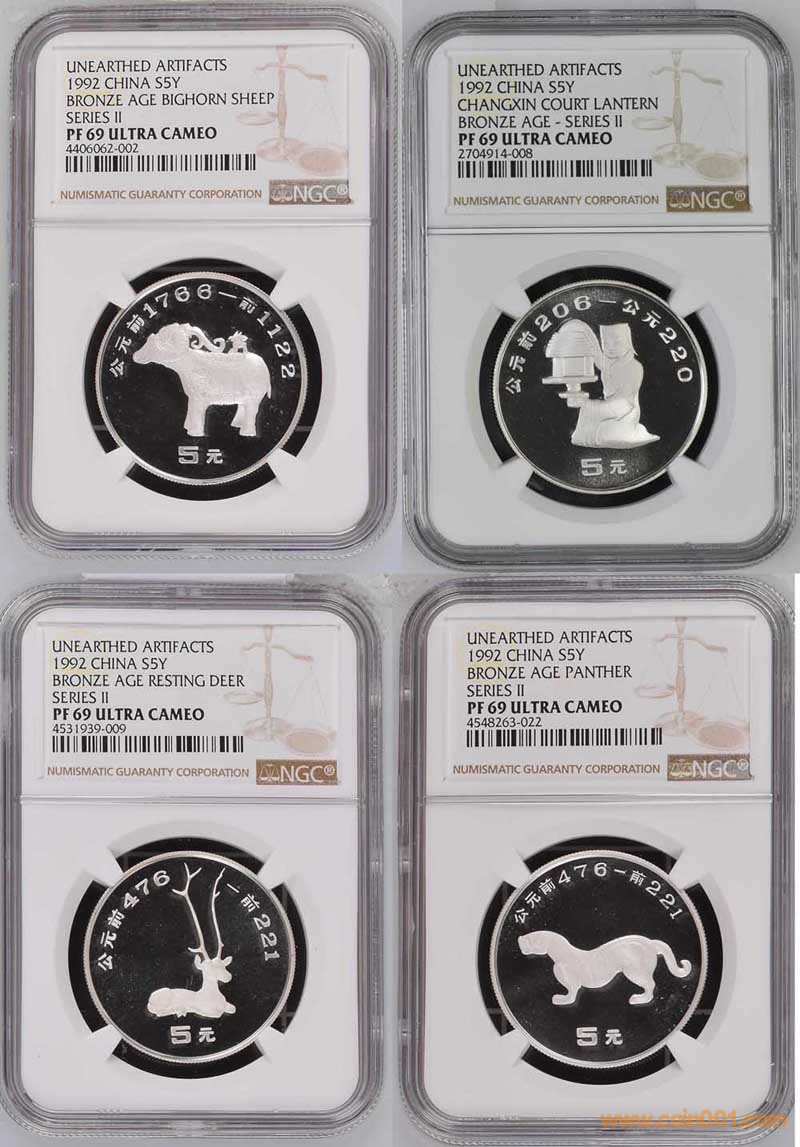 UNEARTHED ARTIFACTS
1992 CHINA S5Y
BRONZE AGE BIGHORN SHEEP
SERIES II
PF 69 ULTRA CAMEO
4406062-002
NUMISMATIC GUARANTY CORPORATION
NGC®
公元前1766—前1122
5元
UNEARTHED ARTIFACTS
1992 CHINA S5Y
CHANGXIN COURT LANTERN
BRONZE AGE - SERIES II
PF 69 ULTRA CAMEO
2704914-008
NUMISMATIC GUARANTY CORPORATION
NGC®
公元前206—公元220
5元
UNEARTHED ARTIFACTS
1992 CHINA S5Y
BRONZE AGE RESTING DEER
SERIES II
PF 69 ULTRA CAMEO
4531939-009
NUMISMATIC GUARANTY CORPORATION
NGC®
公元前476—前221
5元
UNEARTHED ARTIFACTS
1992 CHINA S5Y
BRONZE AGE PANTHER
SERIES II
PF 69 ULTRA CAMEO
4548263-022
NUMISMATIC GUARANTY CORPORATION
NGC®
公元前476—前221
5元
www.coin001.com